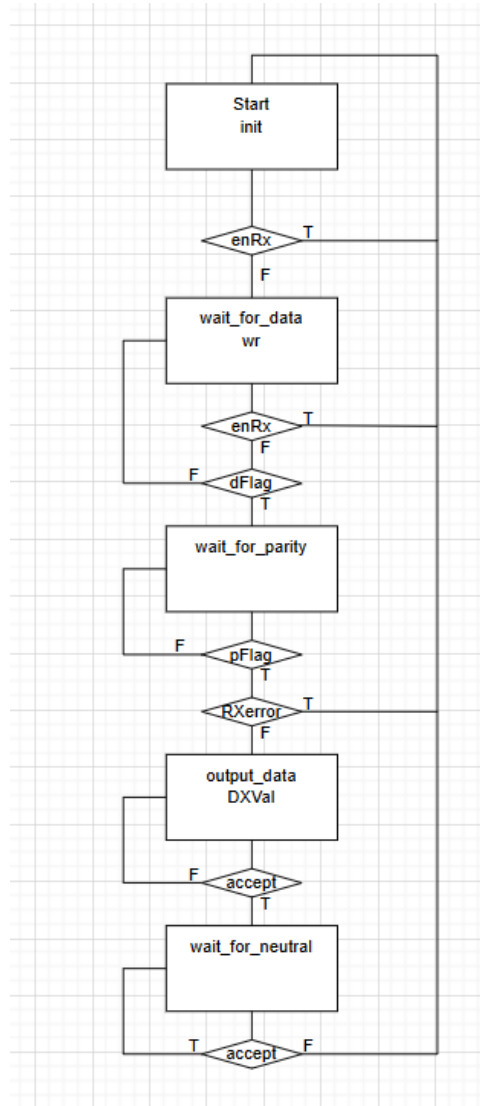 Start
init
enRx
T
F
wait_for_data
wr
enRx
T
F
F
dFlag
T
wait_for_parity
F
pFlag
T
RXerror
T
F
output_data
DXVal
F
accept
T
wait_for_neutral
T
accept
F